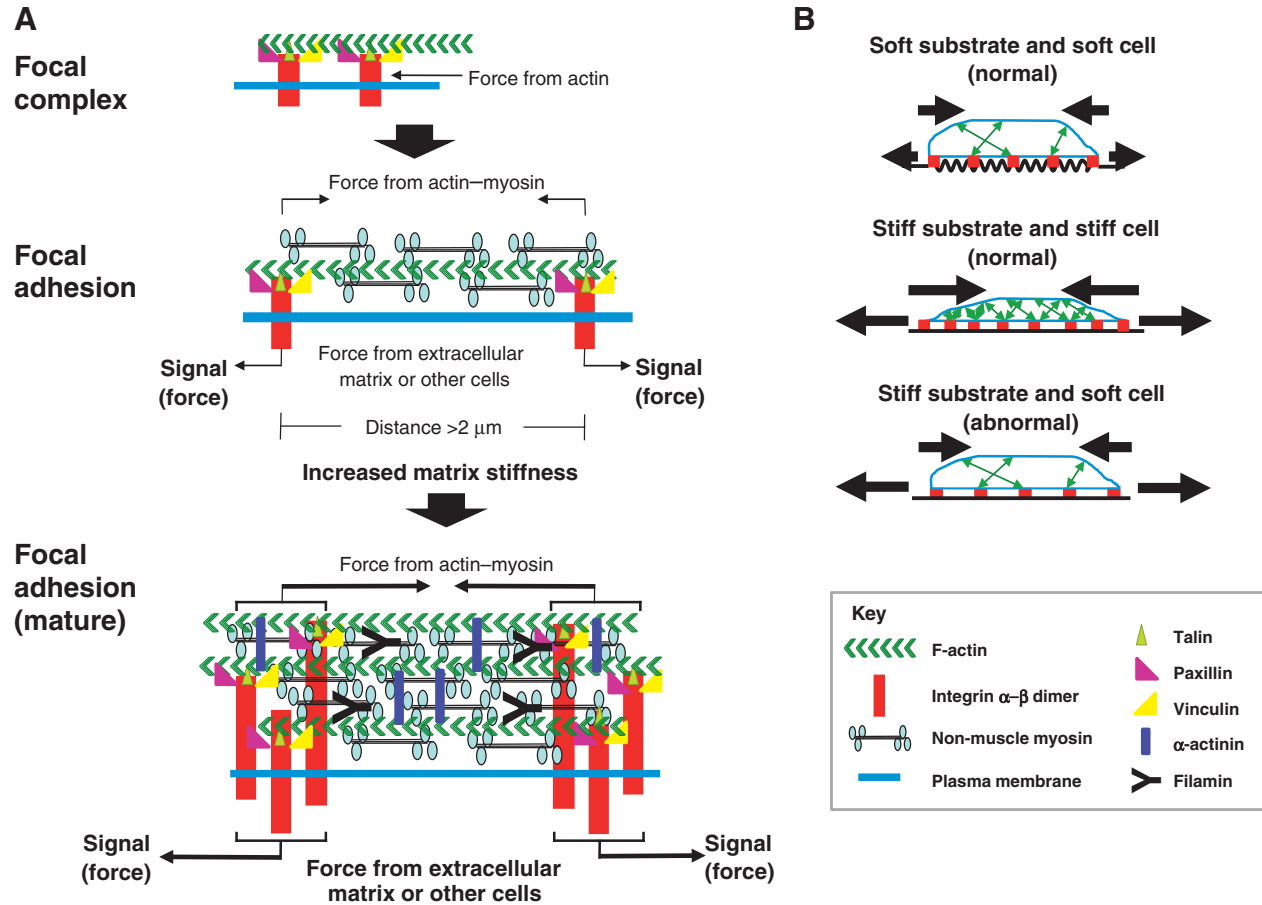 A
Focal
complex
Force from actin
Force from actin–myosin
Focal
adhesion
Signal
(force)
Force from extracellular
matrix or other cells
Signal
(force)
Distance >2 μm
Increased matrix stiffness
Focal
adhesion
(mature)
Force from actin–myosin
Signal
(force)
Force from extracellular
matrix or other cells
Signal
(force)
B
Soft substrate and soft cell
(normal)
Stiff substrate and stiff cell
(normal)
Stiff substrate and soft cell
(abnormal)
Key
F-actin
Integrin α–β dimer
Non-muscle myosin
Plasma membrane
Talin
Paxillin
Vinculin
α-actinin
Filamin